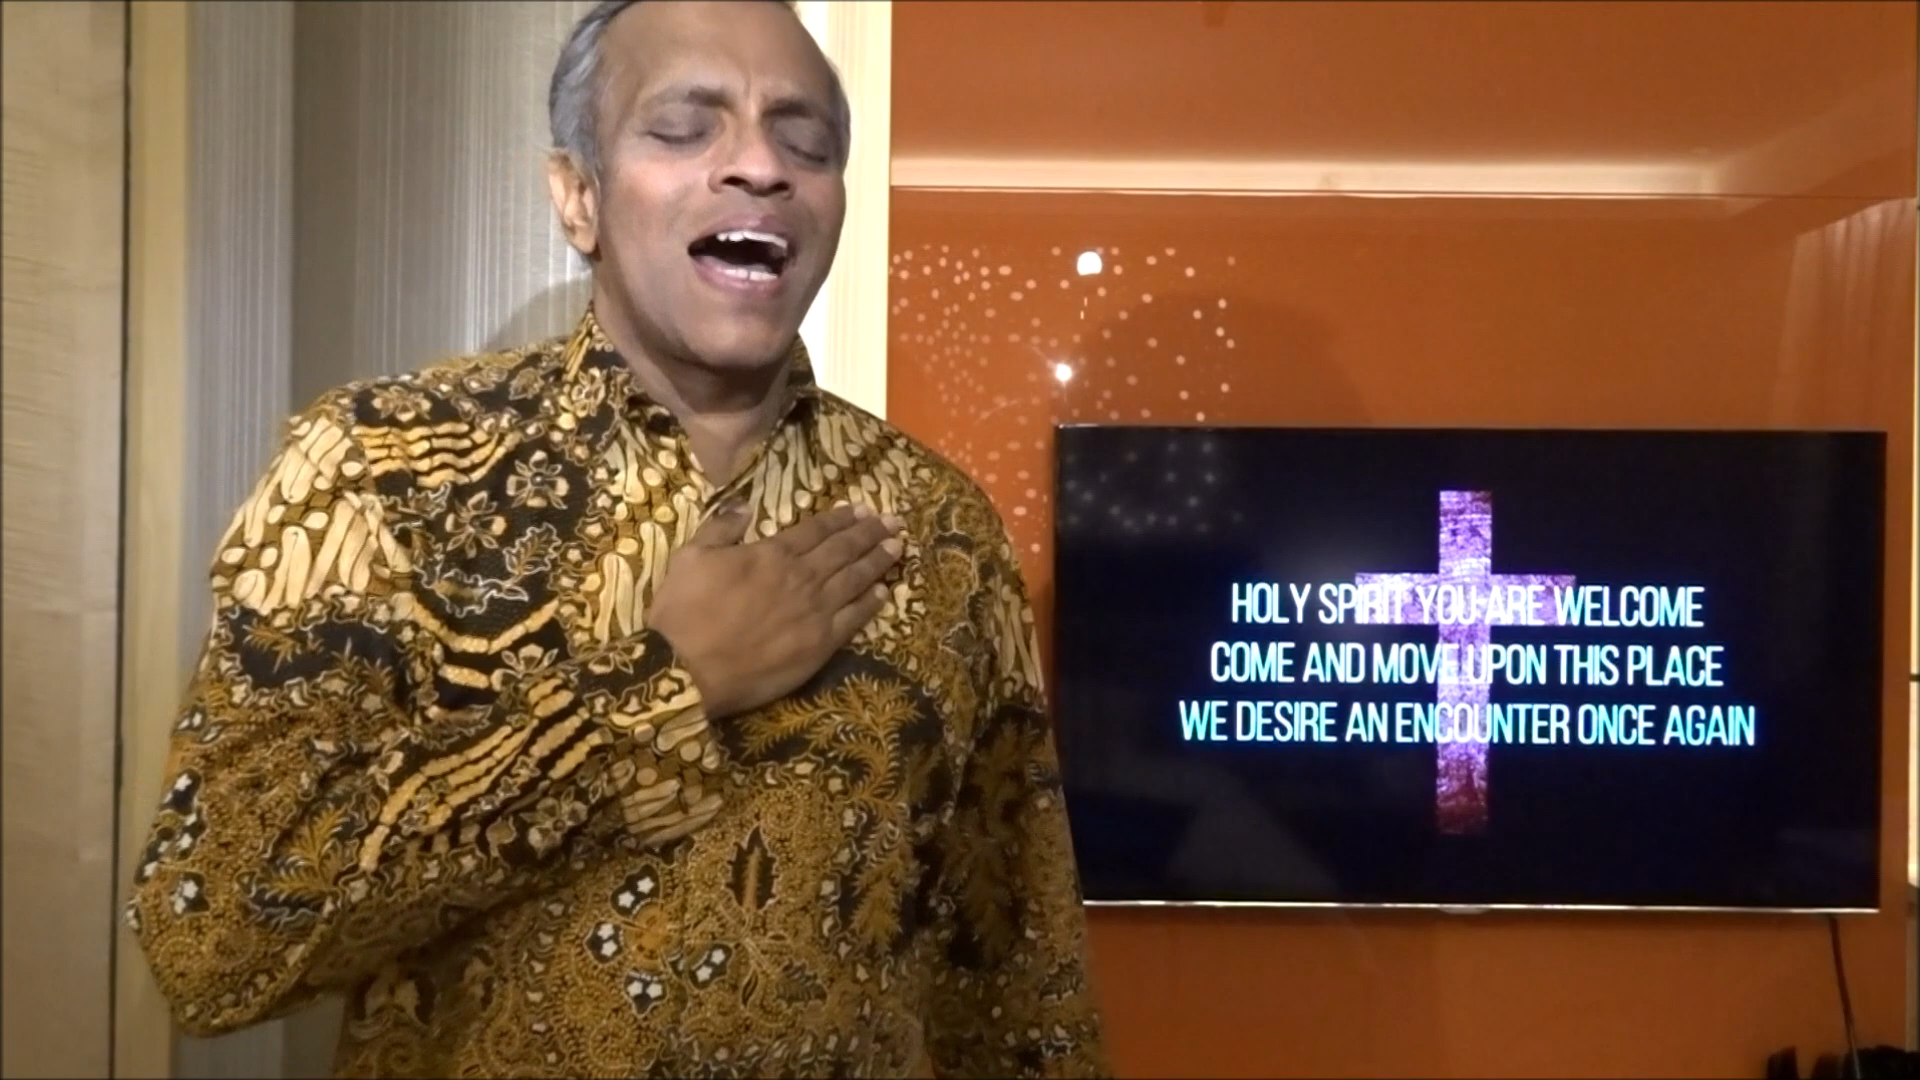 HOLY SPIRIT YOU ARE WELCOME
COME AND MOVE UPON THIS PLACE
WE DESIRE AN ENCOUNTER ONCE AGAIN